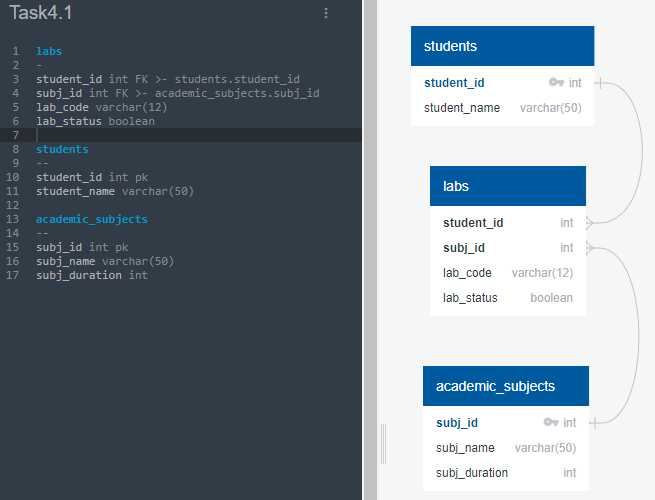 Task4.1
1 labs
2 -
3 student_id int FK >- students.student_id
4 subj_id int FK >- academic_subjects.subj_id
5 lab_code varchar(12)
6 lab_status boolean
7
8 students
9 --
10 student_id int pk
11 student_name varchar(50)
12
13 academic_subjects
14 --
15 subj_id int pk
16 subj_name varchar(50)
17 subj_duration int
students
student_id int
student_name varchar(50)
labs
student_id int
subj_id int
lab_code varchar(12)
lab_status boolean
academic_subjects
subj_id int
subj_name varchar(50)
subj_duration int